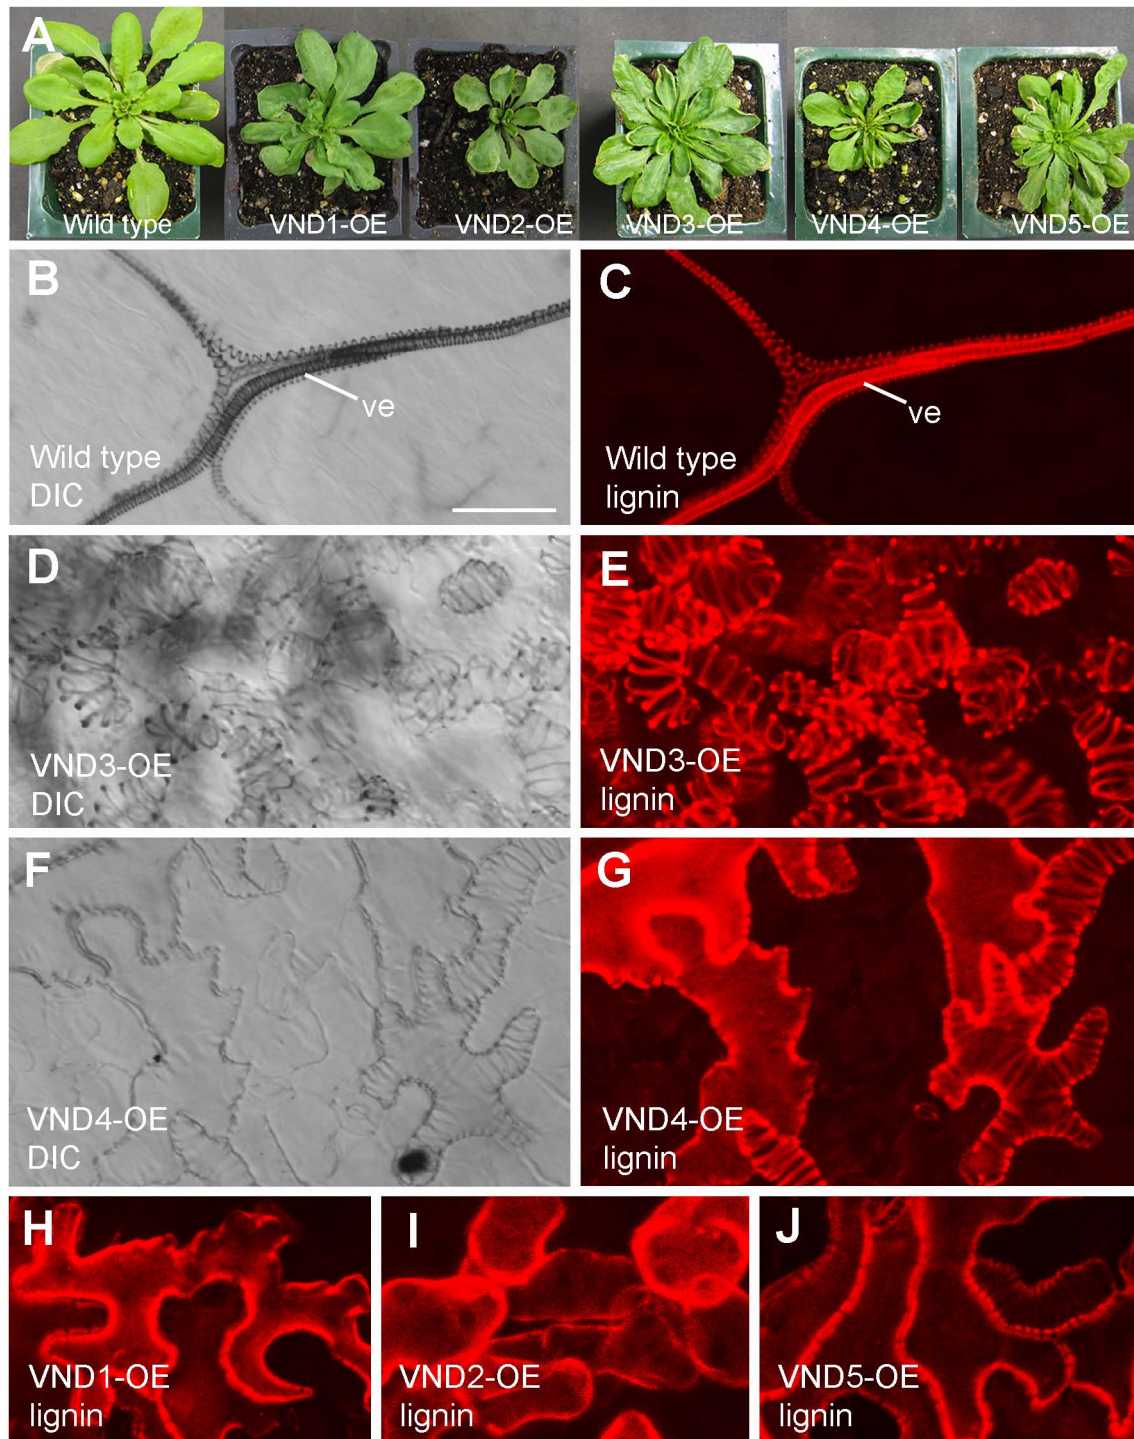 A
Wild type VND1-OE VND2-OE VND3-OE VND4-OE VND5-OE
B
ve
Wild type
DIC
C
ve
Wild type
lignin
D
VND3-OE
DIC
E
VND3-OE
lignin
F
VND4-OE
DIC
G
VND4-OE
lignin
H
VND1-OE
lignin
I
VND2-OE
lignin
J
VND5-OE
lignin